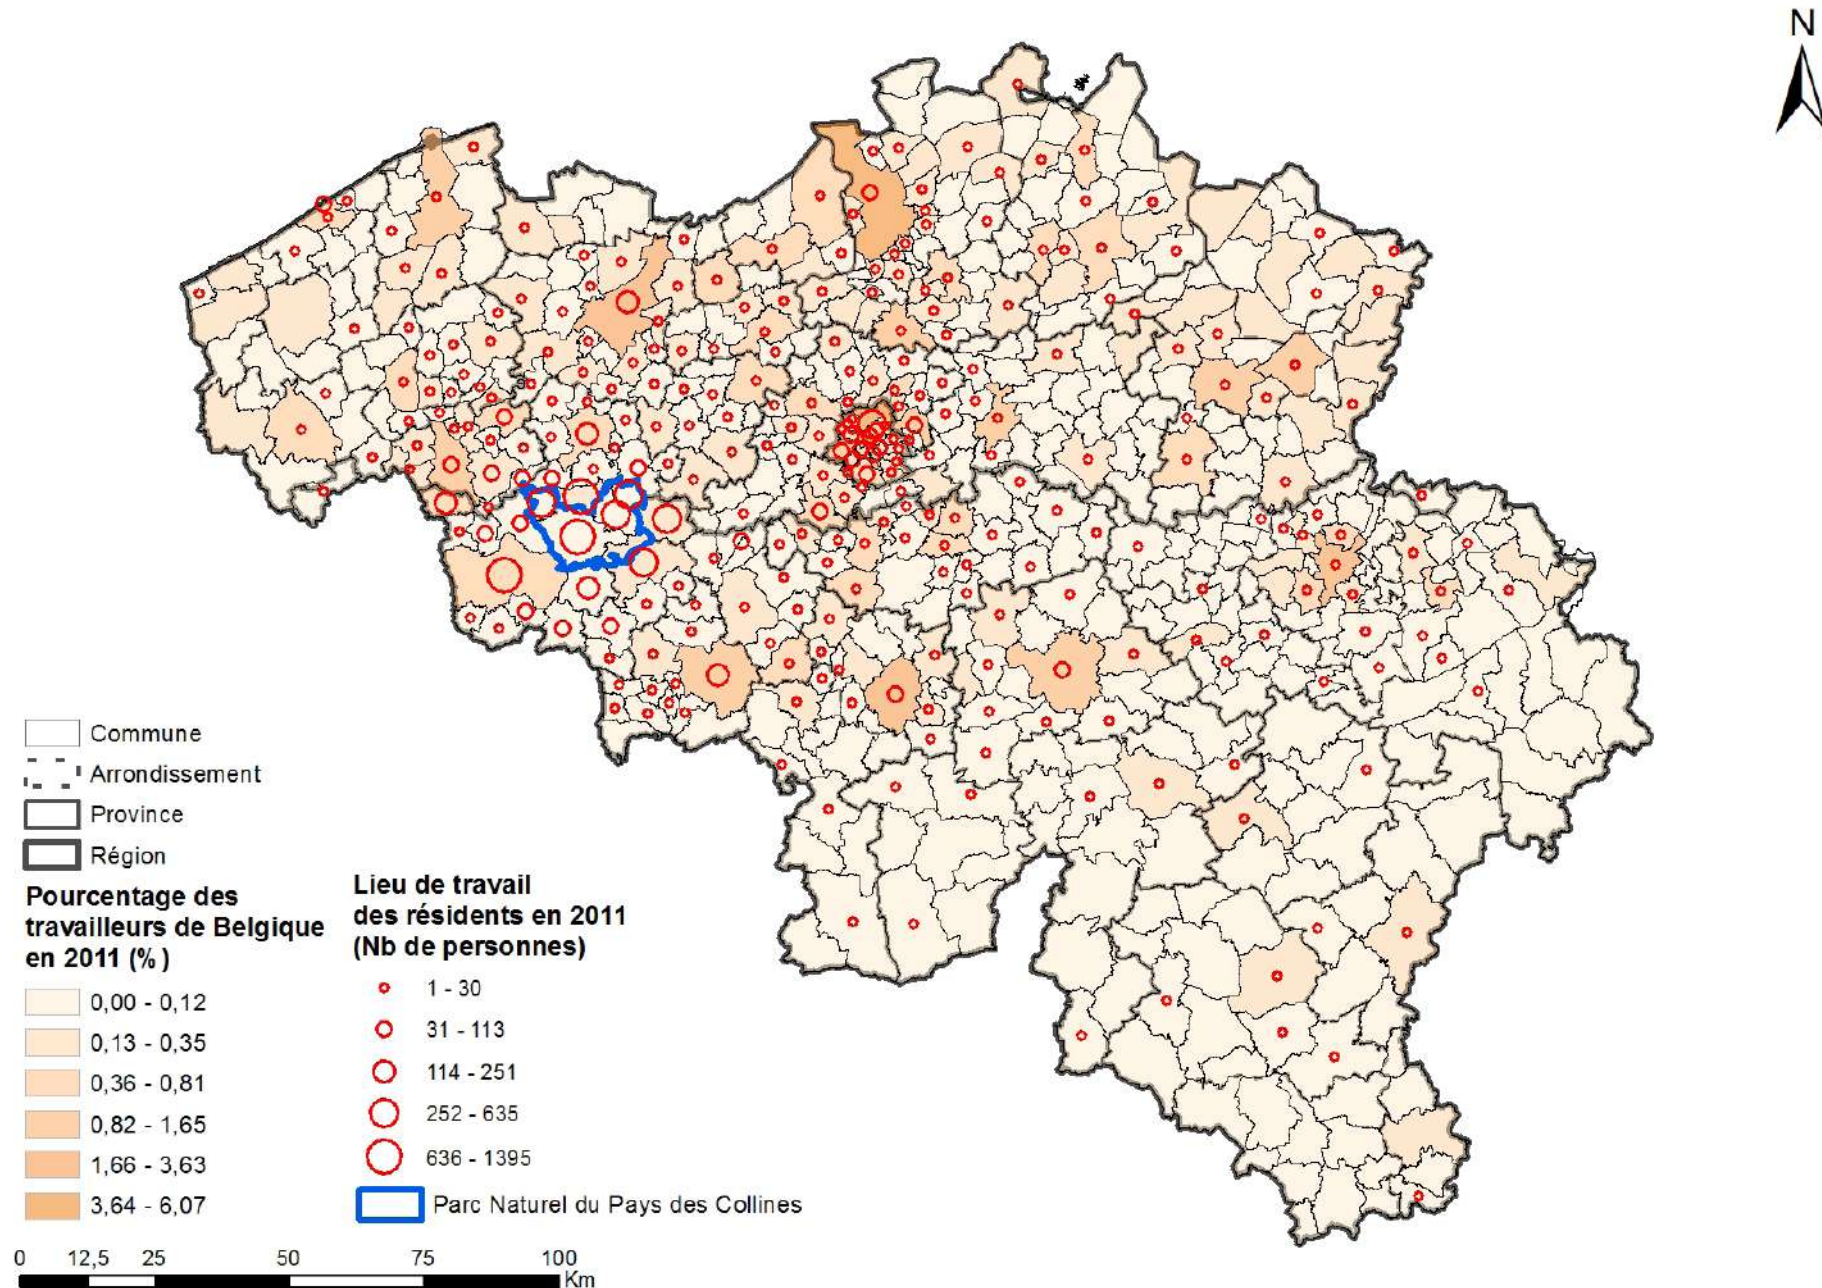 N
Commune
Arrondissement
Province
Région
Pourcentage des
travailleurs de Belgique
en 2011 (%)
0,00 - 0,12
0,13 - 0,35
0,36 - 0,81
0,82 - 1,65
1,66 - 3,63
3,64 - 6,07
Lieu de travail
des résidents en 2011
(Nb de personnes)
1 - 30
31 - 113
114 - 251
252 - 635
636 - 1395
Parc Naturel du Pays des Collines
0 12,5 25 50 75 100
Km